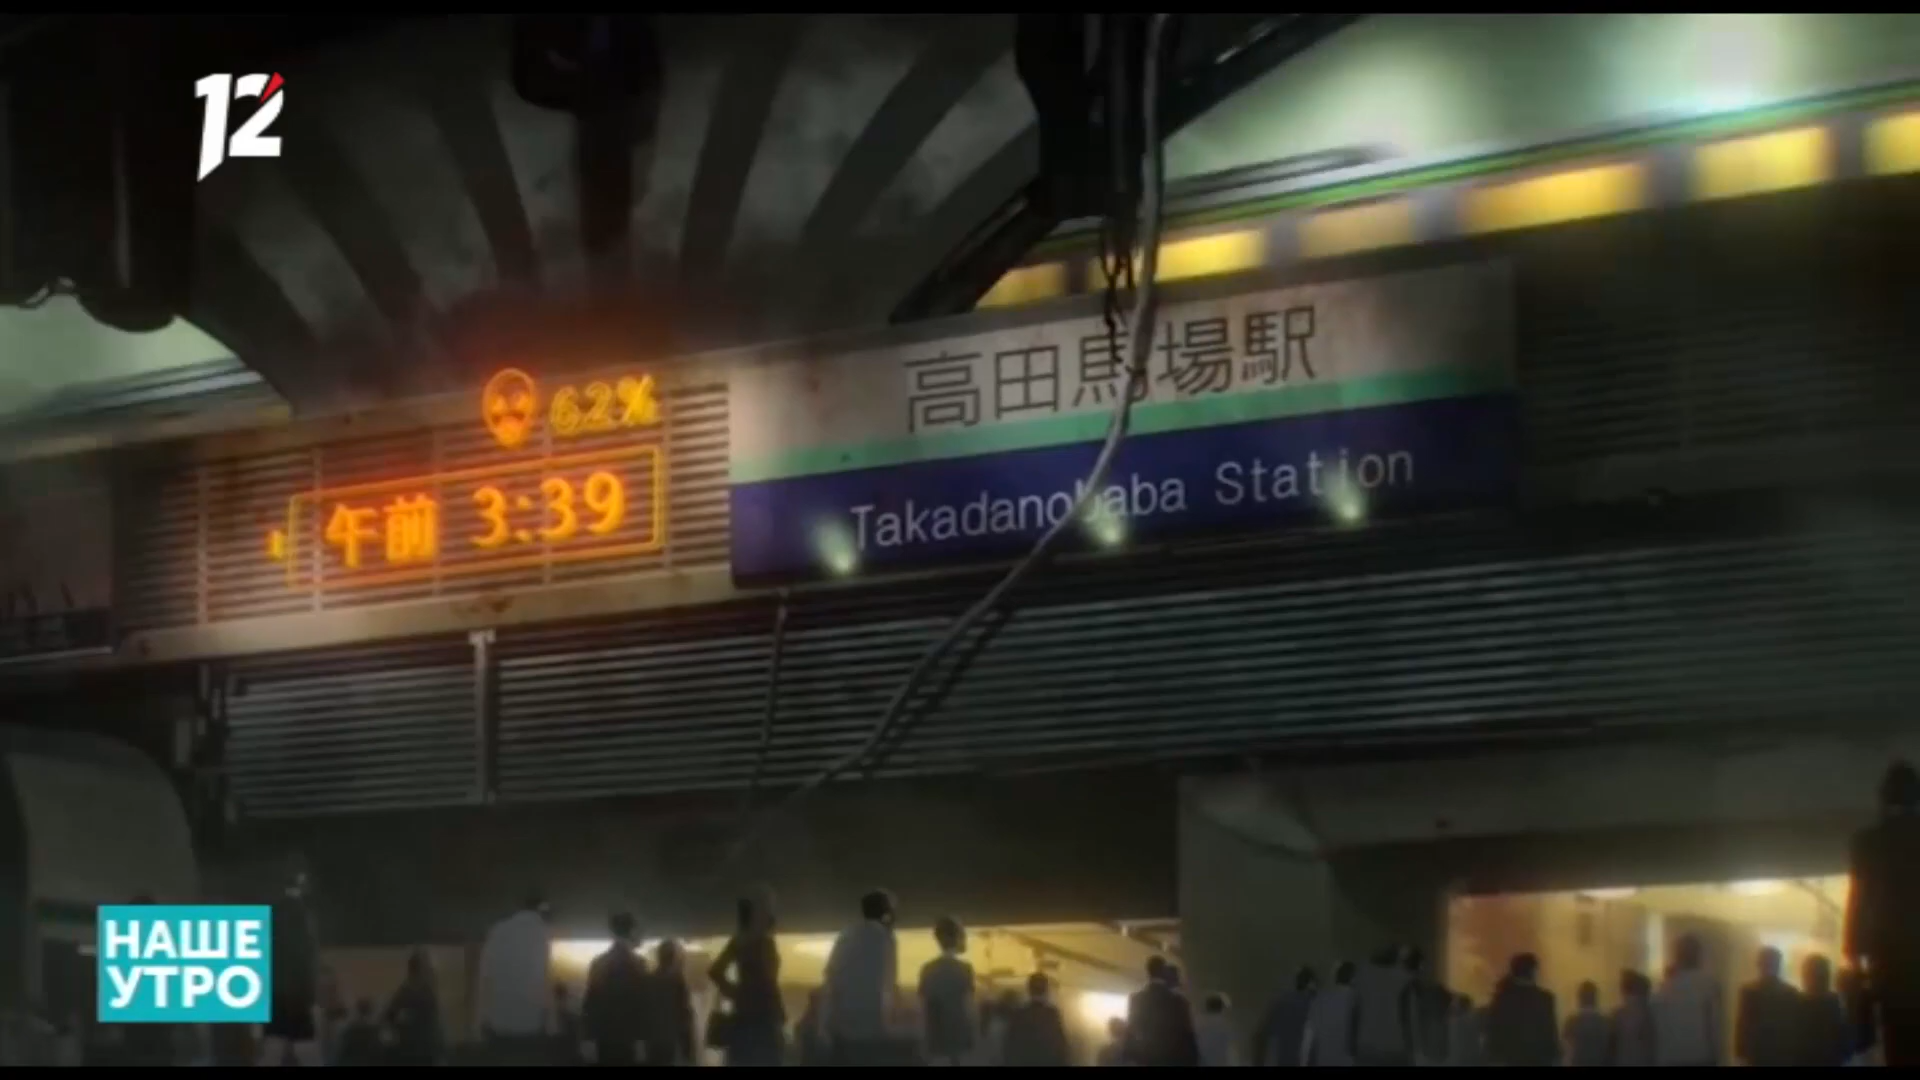 12
62%
午前 3:39
高田馬場駅
Takadanobaba Station
НАШЕ
УТРО